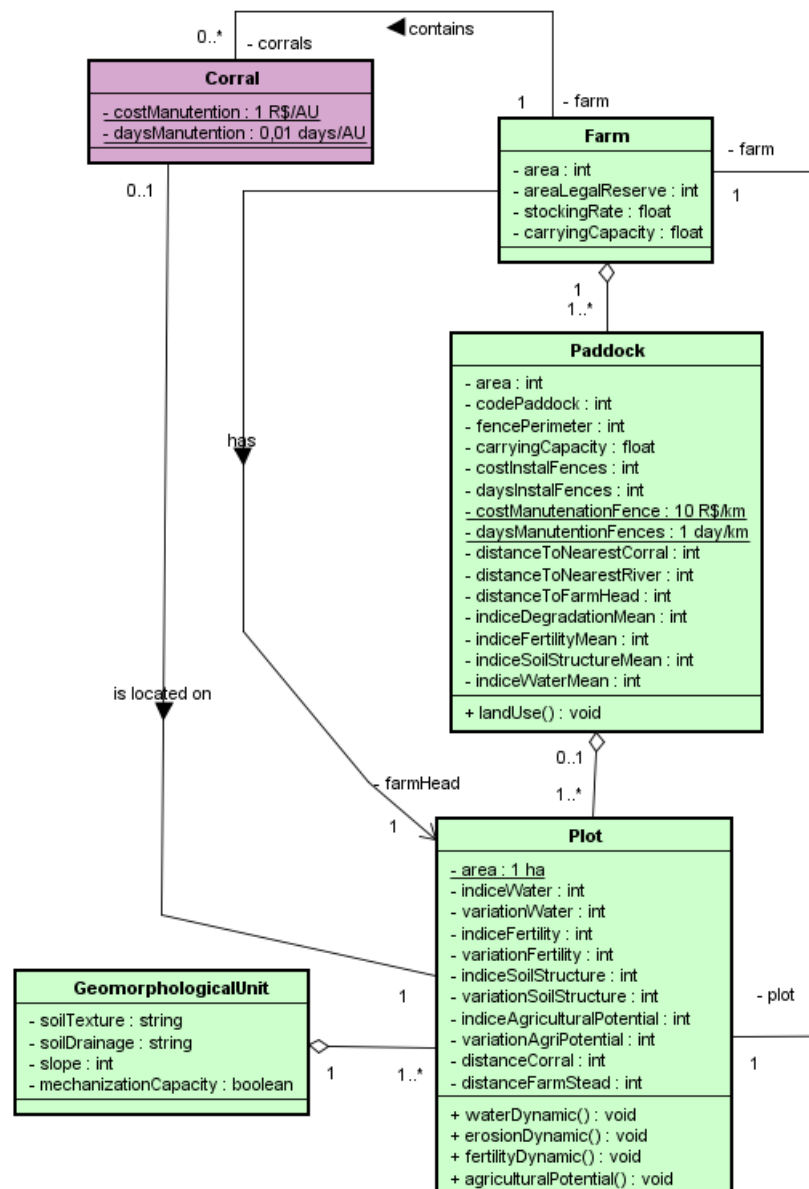 contains
0..*
- corrals
Corral
- costManutention : 1 R$/AU
- daysManutention : 0,01 days/AU
0..1
1
- farm
Farm
- area : int
- areaLegalReserve : int
- stockingRate : float
- carryingCapacity : float
- farm
1
1
1..*
Paddock
- area : int
- codePaddock : int
- fencePerimeter : int
- carryingCapacity : float
- costInstalFences : int
- daysInstalFences : int
- costManutenationFence : 10 R$/km
- daysManutentionFences : 1 day/km
- distanceToNearestCorral : int
- distanceToNearestRiver : int
- distanceToFarmHead : int
- indiceDegradationMean : int
- indiceFertilityMean : int
- indiceSoilStructureMean : int
- indiceWaterMean : int
+ landUse() : void
has
is located on
0..1
1..*
- farmHead
1
Plot
- area : 1 ha
- indiceWater : int
- variationWater : int
- indiceFertility : int
- variationFertility : int
- indiceSoilStructure : int
- variationSoilStructure : int
- indiceAgriculturalPotential : int
- variationAgriPotential : int
- distanceCorral : int
- distanceFarmStead : int
+ waterDynamic() : void
+ erosionDynamic() : void
+ fertilityDynamic() : void
+ agriculturalPotential() : void
1
- plot
1
GeomorphologicalUnit
- soilTexture : string
- soilDrainage : string
- slope : int
- mechanizationCapacity : boolean
1
1..*